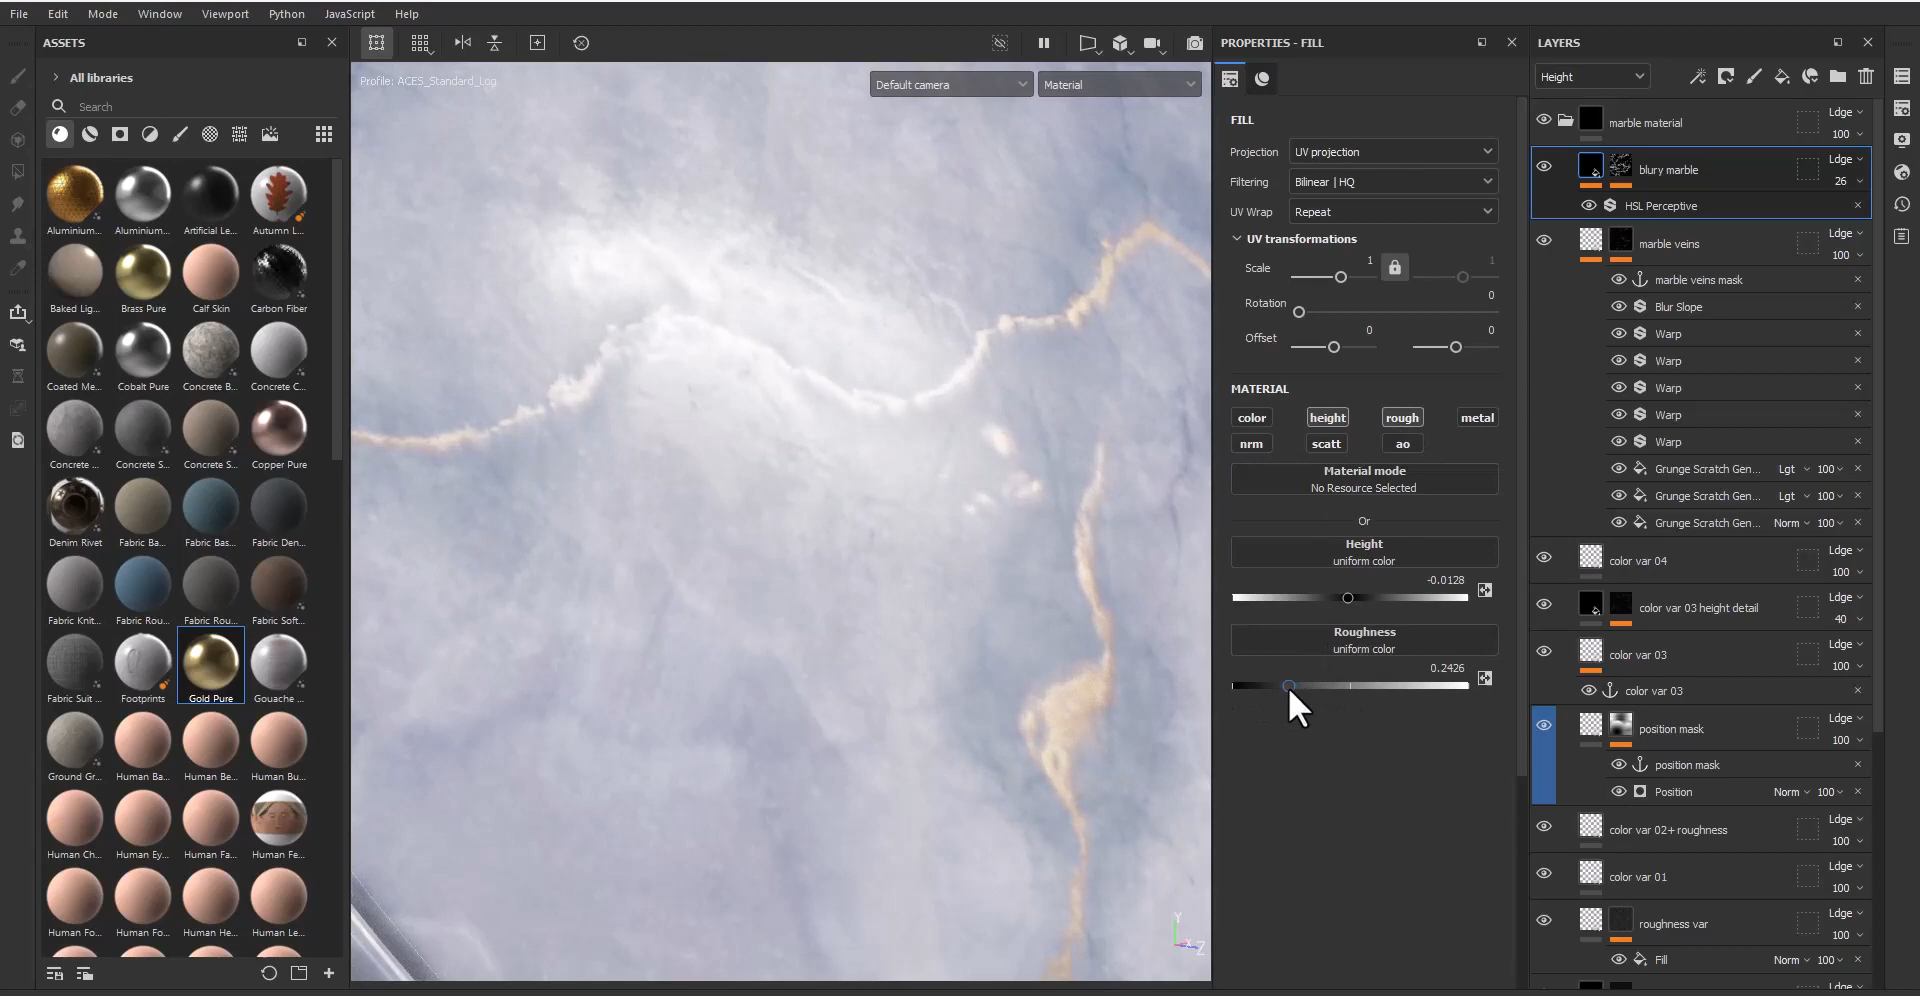 File Edit Mode Window Viewport Python JavaScript Help
ASSETS
All libraries
Search
Aluminium... Aluminium... Artificial Le... Autumn L...
Baked Lig... Brass Pure Calf Skin Carbon Fiber
Coated Me... Cobalt Pure Concrete B... Concrete C...
Concrete ... Concrete S... Concrete S... Copper Pure
Denim Rivet Fabric Ba... Fabric Bas... Fabric Den...
Fabric Knit... Fabric Rou... Fabric Rou... Fabric Soft...
Fabric Suit ... Footprints Gold Pure Gouache ...
Ground Gr... Human Ba... Human Be... Human Bu...
Human Ch... Human Ey... Human Fa... Human Fe...
Human Fo... Human Fo... Human He... Human Le...
Profile: ACES_Standard_Log
Default camera
Material
Y
Z
PROPERTIES - FILL
FILL
Projection UV projection
Filtering Bilinear | HQ
UV Wrap Repeat
UV transformations
Scale 1 1
Rotation 0
Offset 0 0
MATERIAL
color height rough metal
nrm scatt ao
Material mode
No Resource Selected
Or
Height
uniform color
-0.0128
Roughness
uniform color
0.2426
LAYERS
Height
marble material Ldge 100
blury marble Ldge 26
HSL Perceptive
marble veins Ldge 100
marble veins mask
Blur Slope
Warp
Warp
Warp
Warp
Warp
Grunge Scratch Gen... Lgt 100
Grunge Scratch Gen... Lgt 100
Grunge Scratch Gen... Norm 100
color var 04 Ldge 100
color var 03 height detail Ldge 40
color var 03 Ldge 100
color var 03
position mask Ldge 100
position mask
Position Norm 100
color var 02+ roughness Ldge 100
color var 01 Ldge 100
roughness var Ldge 100
Fill Norm 100
Ldge